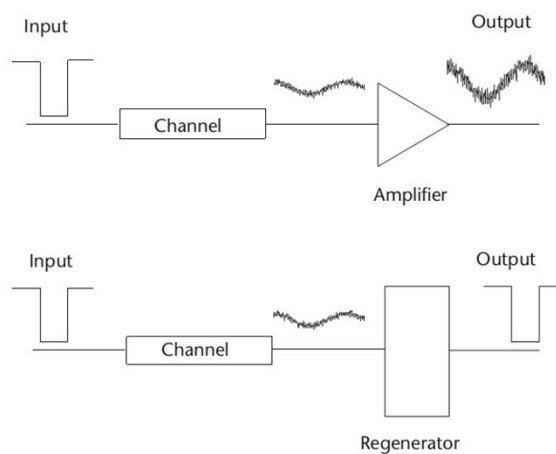 Input
Output
Channel
Amplifier
Input
Output
Channel
Regenerator